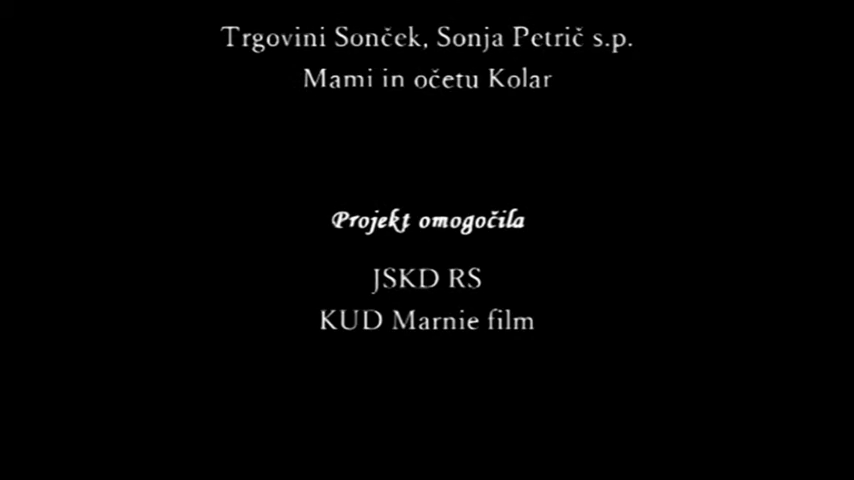 Trgovini Sonček, Sonja Petrič s.p.
Mami in očetu Kolar
Projekt omogočila
JSKD RS
KUD Marnie film